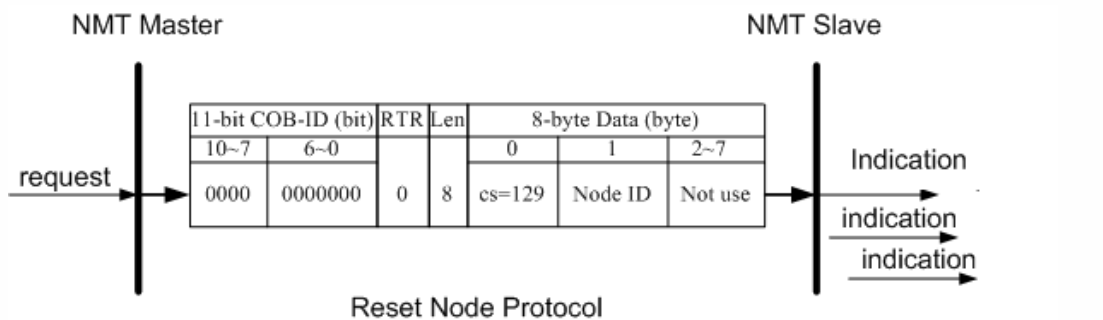 NMT Master NMT Slave
11-bit COB-ID (bit) RTR Len 8-byte Data (byte)
10~7 6~0 0 1 2~7
request 0000 0000000 0 8 cs=129 Node ID Not use Indication
indication
indication
Reset Node Protocol